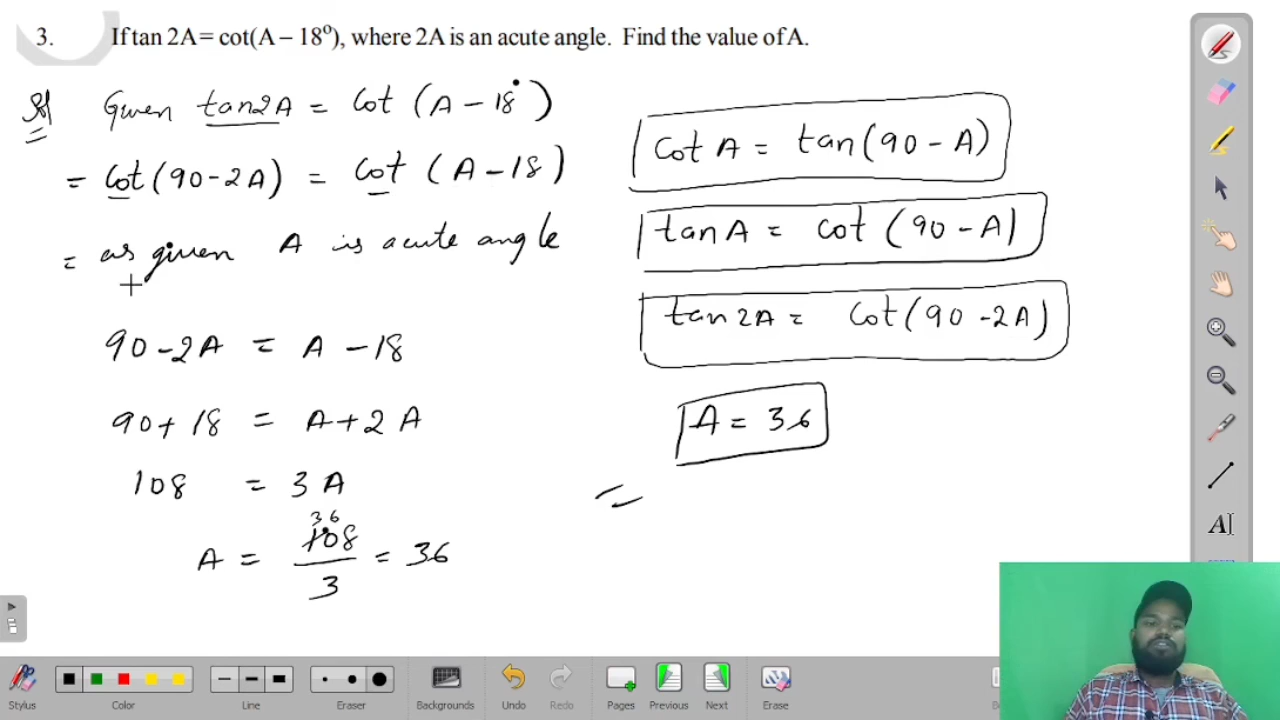 3. If tan 2A= cot(A – 18°), where 2A is an acute angle. Find the value of A.
Sol Given tan2A = Cot (A - 18°)
= Cot (90-2A) = Cot (A-18)
= as given A is acute angle
90-2A = A -18
90+18 = A+2A
108 = 3A
36
A = 108/3 = 36
Cot A = tan(90 - A)
tan A = cot (90 - A)
tan 2A = Cot(90 -2A)
A = 36
=
Stylus
Color
Line
Eraser
Backgrounds
Undo
Redo
Pages
Previous
Next
Erase